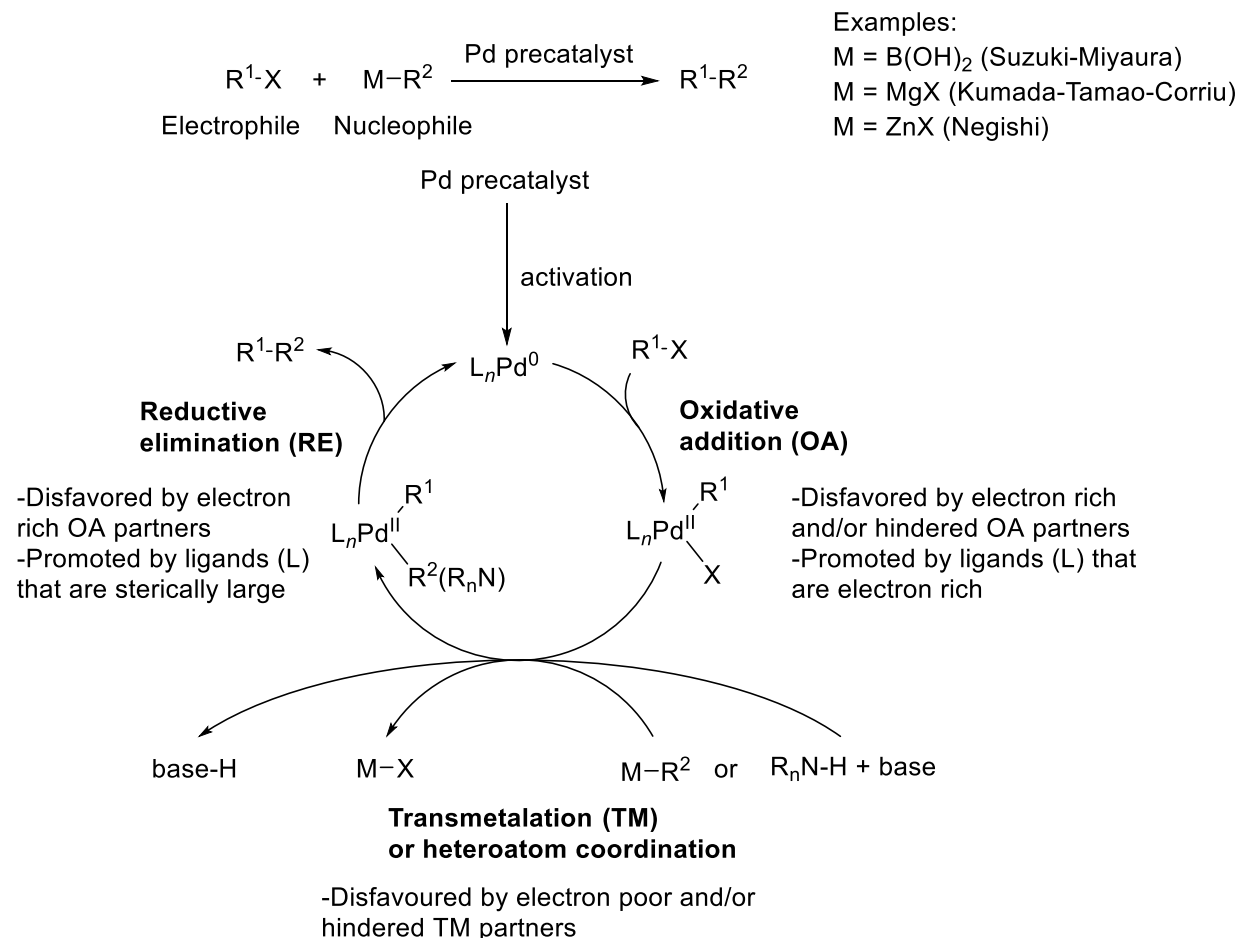 Examples:
R¹-X + M–R² Pd precatalyst R¹-R²
M = B(OH)₂ (Suzuki-Miyaura)
M = MgX (Kumada-Tamao-Corriu)
Electrophile Nucleophile
M = ZnX (Negishi)
Pd precatalyst
activation
R¹-R²
LₙPd⁰
R¹-X
Reductive
elimination (RE)
Oxidative
addition (OA)
-Disfavored by electron
rich OA partners
-Promoted by ligands (L)
that are sterically large
R¹
LₙPdᴵᴵ
R²(RₙN)
R¹
LₙPdᴵᴵ
X
-Disfavored by electron rich
and/or hindered OA partners
-Promoted by ligands (L) that
are electron rich
base-H
M–X
M–R² or RₙN-H + base
Transmetalation (TM)
or heteroatom coordination
-Disfavoured by electron poor and/or
hindered TM partners